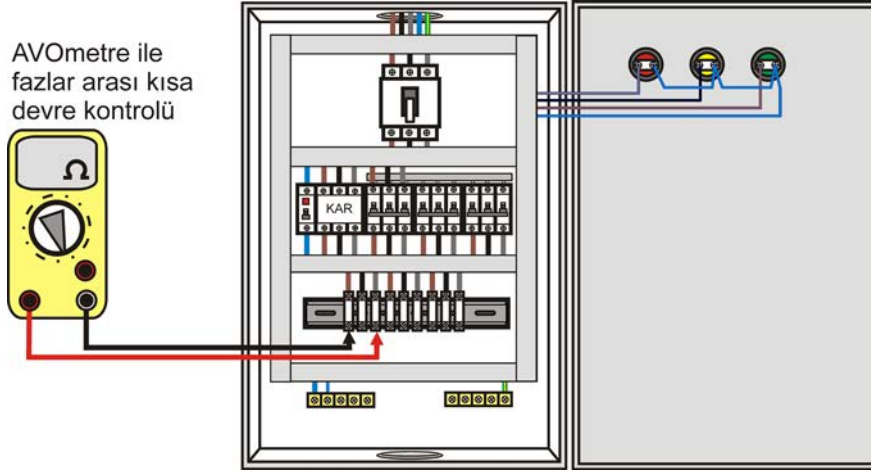 AVOmetre ile
fazlar arası kısa
devre kontrolü
Ω
KAR